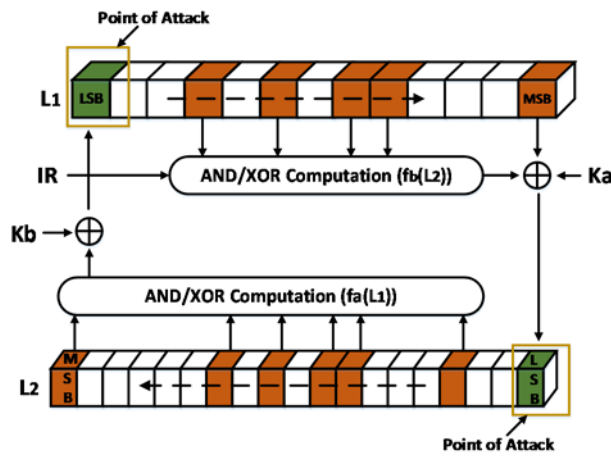 Point of Attack
L1
LSB
MSB
IR
AND/XOR Computation (fb(L2))
Ka
Kb
AND/XOR Computation (fa(L1))
L2
M
S
B
L
S
B
Point of Attack